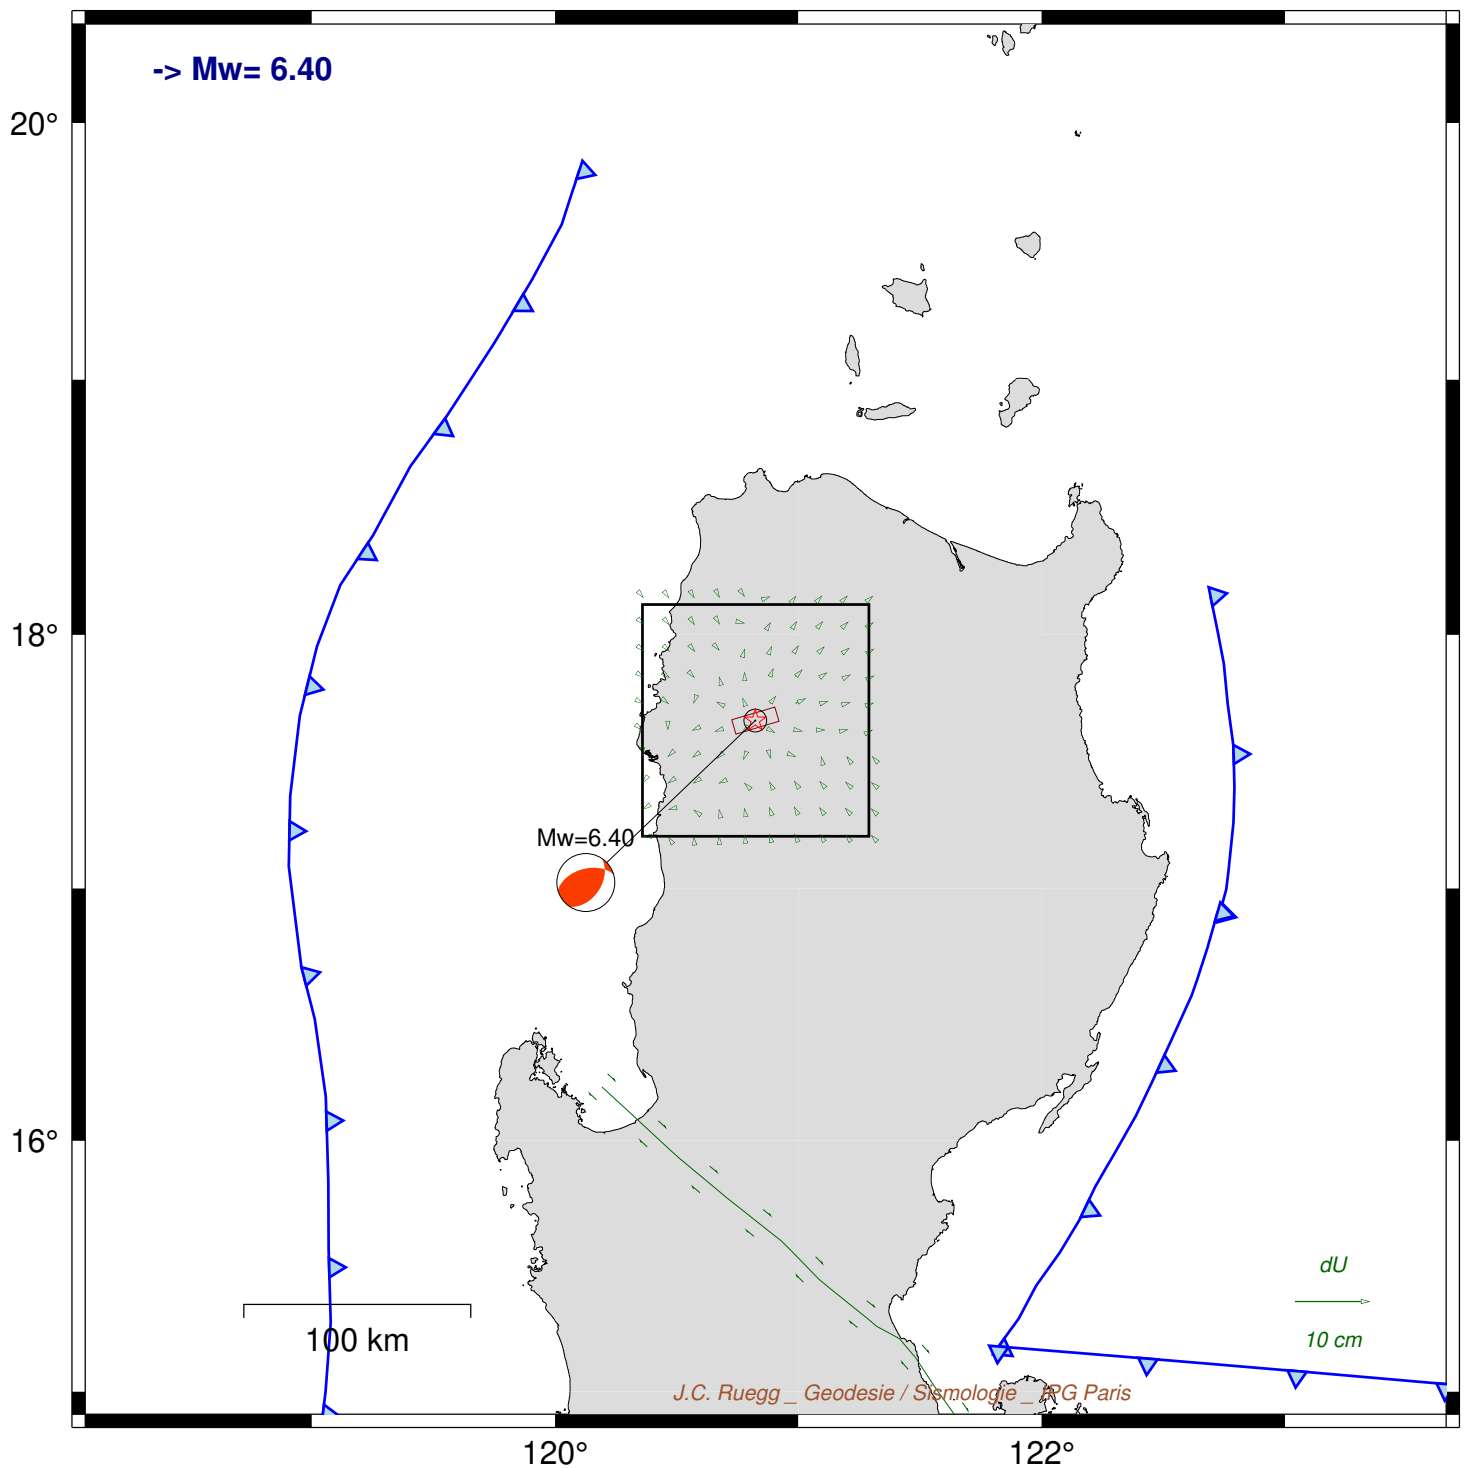 -> Mw= 6.40
20°
18°
Mw=6.40
16°
dU
10 cm
100 km
J.C. Ruegg _ Geodesie / Sismologie _ IPG Paris
120°
122°